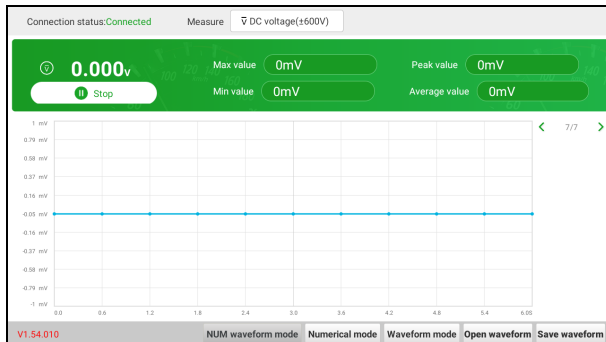 Connection status:Connected Measure V DC voltage(±600V)
0.000v Max value 0mV Peak value 0mV
Stop Min value 0mV Average value 0mV
1 mV
0.79 mV
0.58 mV
0.37 mV
0.16 mV
-0.05 mV
-0.16 mV
-0.37 mV
-0.58 mV
-0.79 mV
-1 mV
0.0 0.6 1.2 1.8 2.4 3.0 3.6 4.2 4.8 5.4 6.0S
< 7/7 >
V1.54.010 NUM waveform mode Numerical mode Waveform mode Open waveform Save waveform